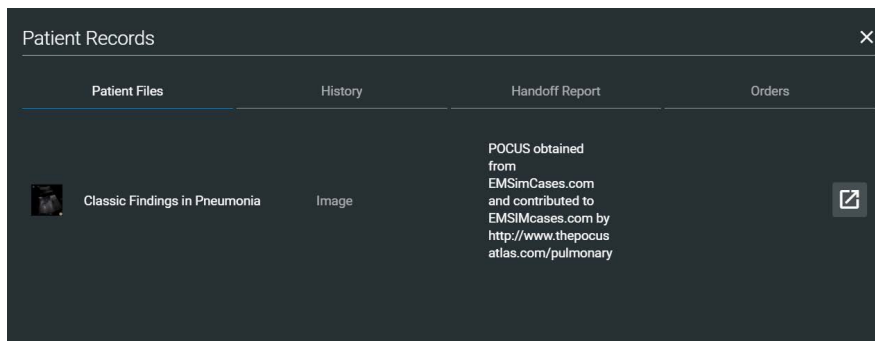 Patient Records
Patient Files
History
Handoff Report
Orders
Classic Findings in Pneumonia
Image
POCUS obtained
from
EMSimCases.com
and contributed to
EMSIMcases.com by
http://www.thepocus
atlas.com/pulmonary